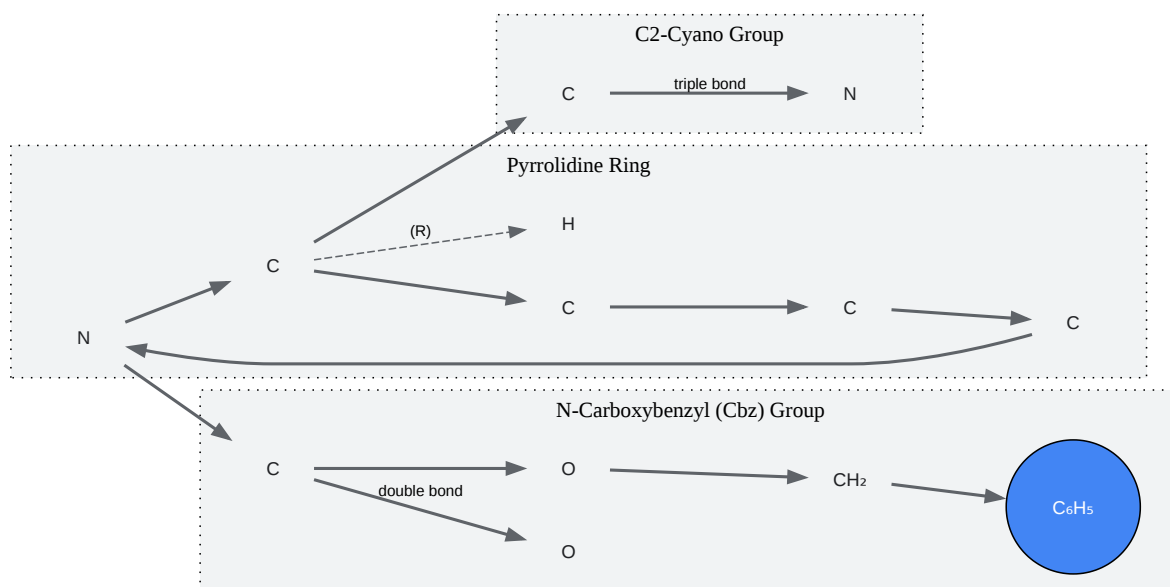 C2-Cyano Group
C triple bond N
Pyrrolidine Ring
(R) H
C
C C C
N
N-Carboxybenzyl (Cbz) Group
C O CH₂ C₆H₅
double bond
O